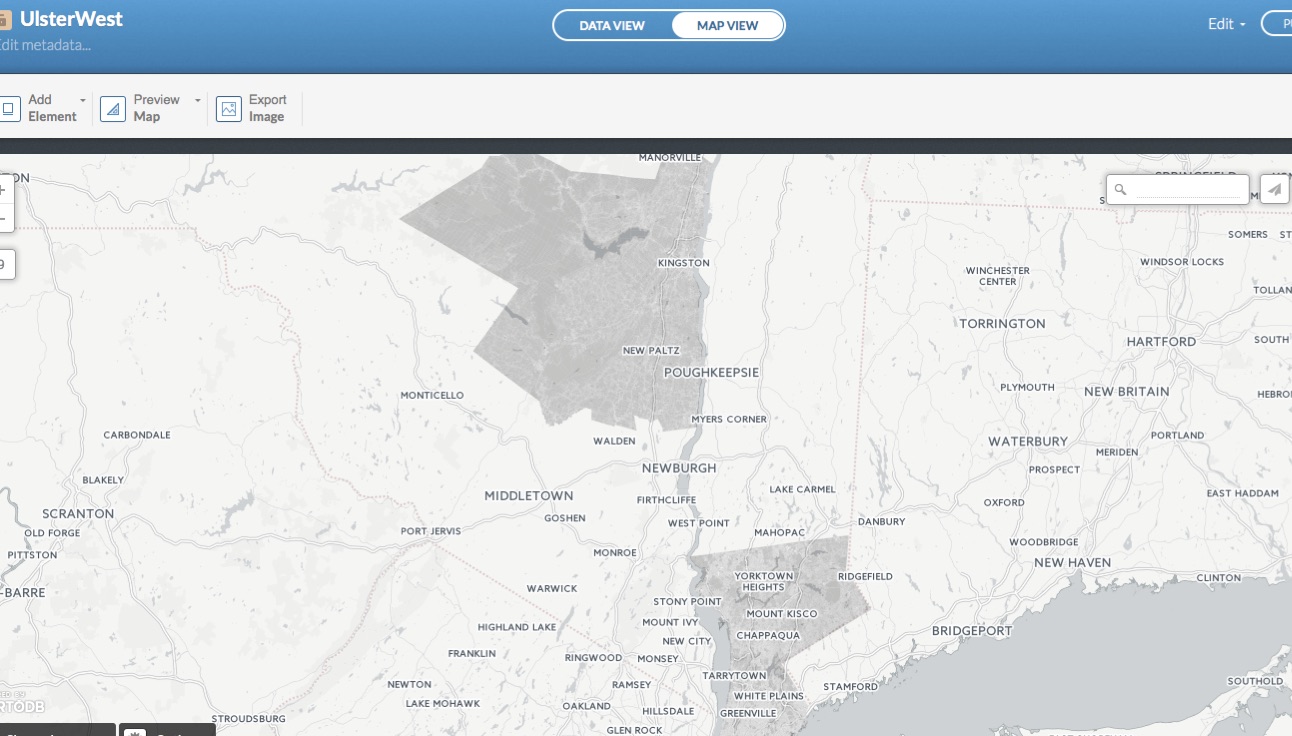 UlsterWest
DATA VIEW
MAP VIEW
Edit
Edit metadata...
Add
Element
Preview
Map
Export
Image
MANORVILLE
KINGSTON
NEW PALTZ
POUGHKEEPSIE
MONTICELLO
MYERS CORNER
CARBONDALE
WALDEN
BLAKELY
NEWBURGH
MIDDLETOWN
FIRTHCLIFFE
LAKE CARMEL
SCRANTON
GOSHEN
WEST POINT
OLD FORGE
PORT JERVIS
MAHOPAC
DANBURY
PITTSTON
MONROE
YORKTOWN
HEIGHTS
RIDGEFIELD
-BARRE
WARWICK
STONY POINT
MOUNT KISCO
HIGHLAND LAKE
MOUNT IVY
CHAPPAQUA
NEW CITY
FRANKLIN
RINGWOOD
MONSEY
TARRYTOWN
NEWTON
RAMSEY
WHITE PLAINS
STAMFORD
LAKE MOHAWK
OAKLAND
HILLSDALE
GREENVILLE
STROUDSBURG
GLEN ROCK
SOMERS
WINDSOR LOCKS
WINCHESTER
CENTER
TORRINGTON
HARTFORD
SOUTH
PLYMOUTH
NEW BRITAIN
WATERBURY
PORTLAND
MERIDEN
PROSPECT
EAST HADDAM
OXFORD
WOODBRIDGE
NEW HAVEN
CLINTON
BRIDGEPORT
SOUTHOLD